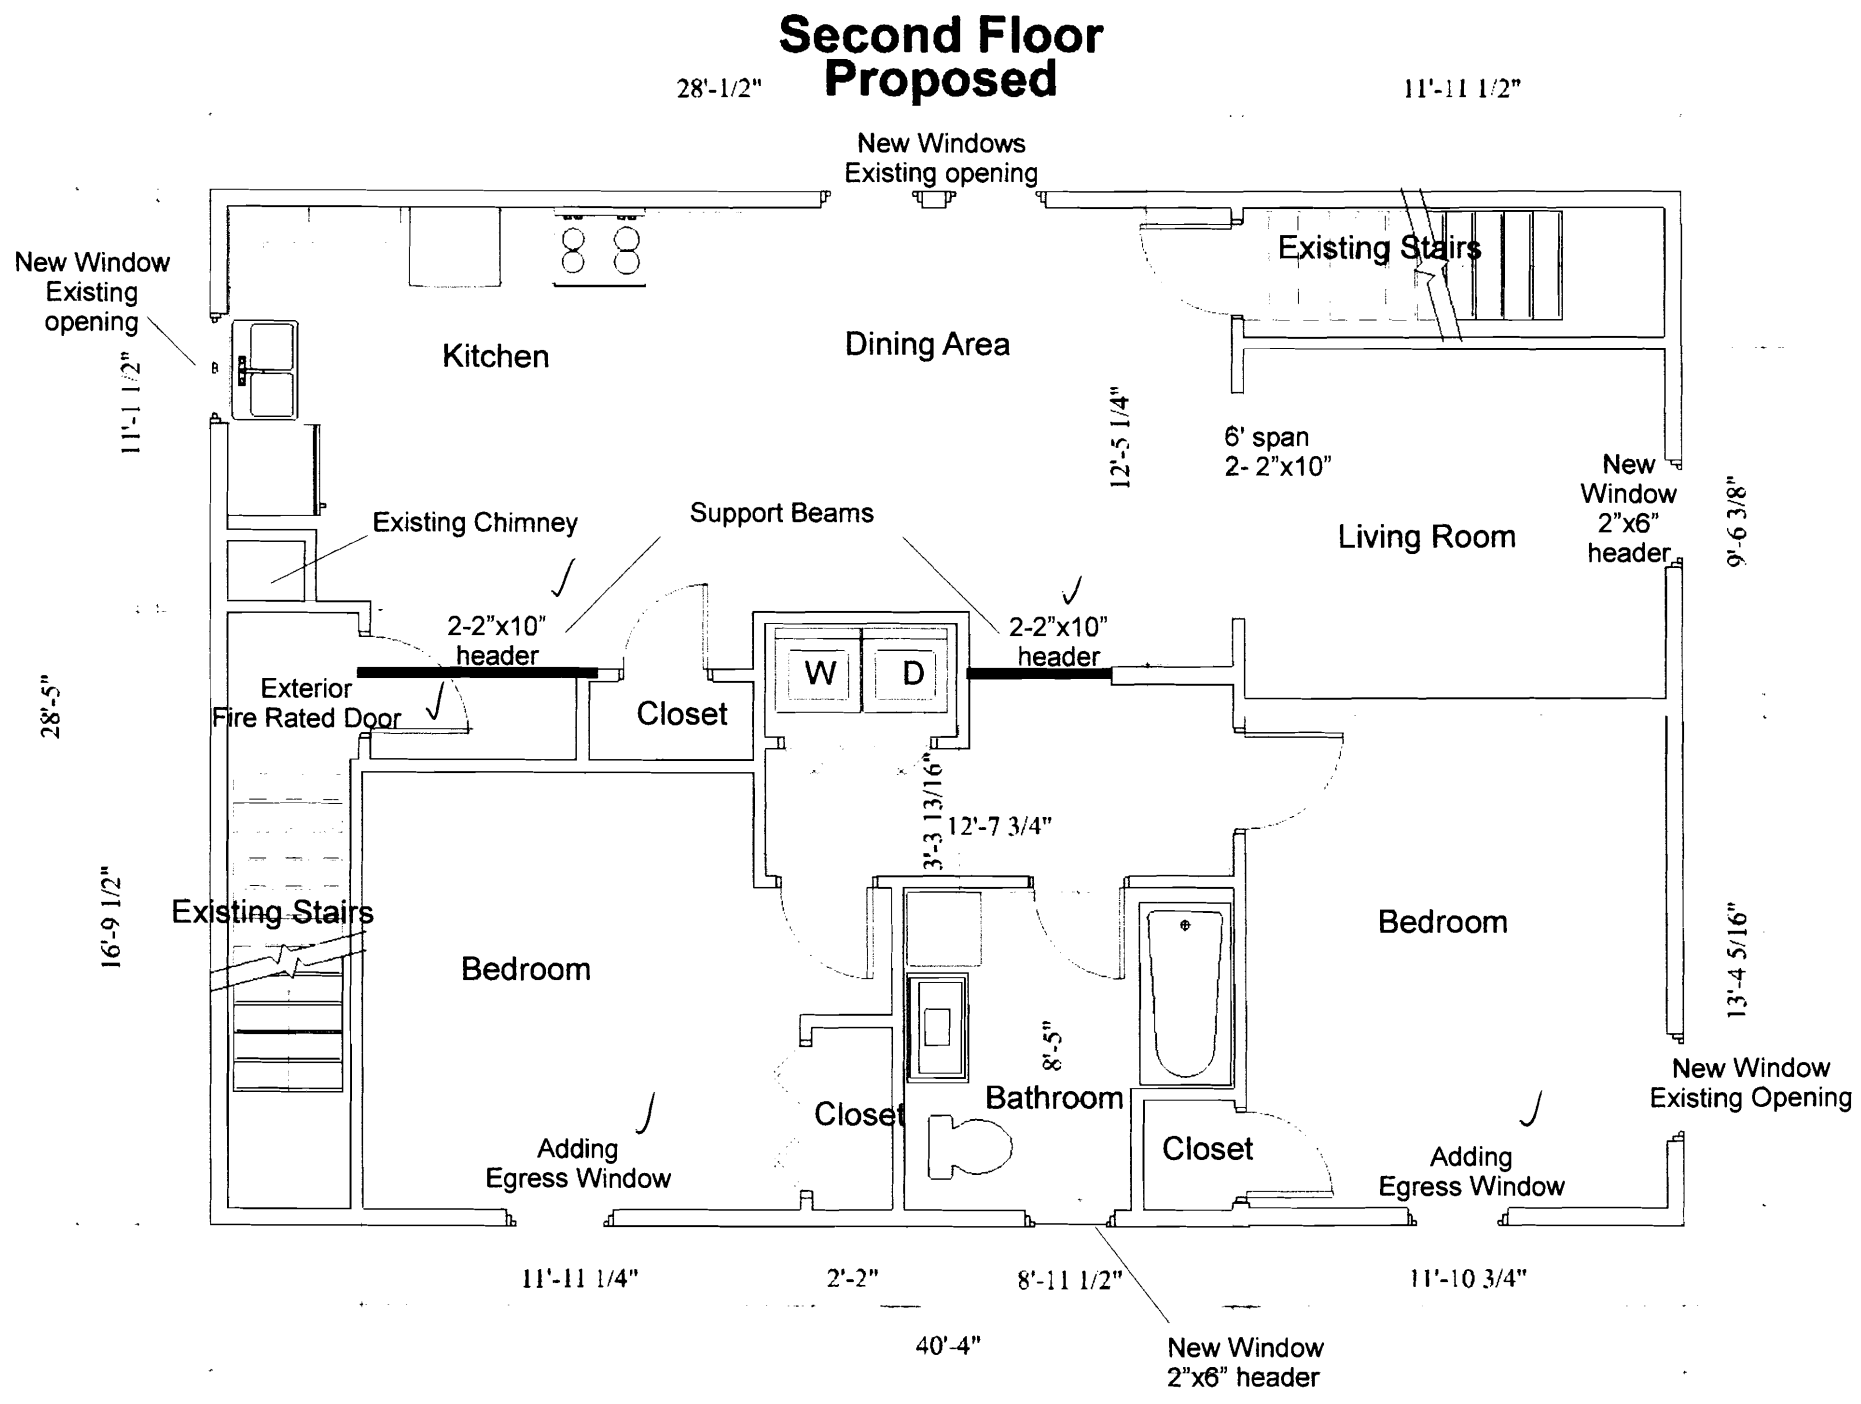 Second Floor
Proposed
28'-1/2"
11'-11 1/2"
New Windows
Existing opening
New Window
Existing
opening
Existing Stairs
Kitchen
Dining Area
11'-1 1/2"
12'-5 1/4"
6' span
2- 2"x10"
New
Window
2"x6"
header
9'-6 3/8"
Living Room
Existing Chimney
Support Beams
2-2"x10"
header
2-2"x10"
header
W
D
Exterior
Fire Rated Door
Closet
28'-5"
3'-3 13/16"
12'-7 3/4"
16'-9 1/2"
Existing Stairs
Bedroom
Bedroom
13'-4 5/16"
8'-5"
New Window
Existing Opening
Bathroom
Closet
Closet
Adding
Egress Window
Adding
Egress Window
11'-11 1/4"
2'-2"
8'-11 1/2"
11'-10 3/4"
40'-4"
New Window
2"x6" header